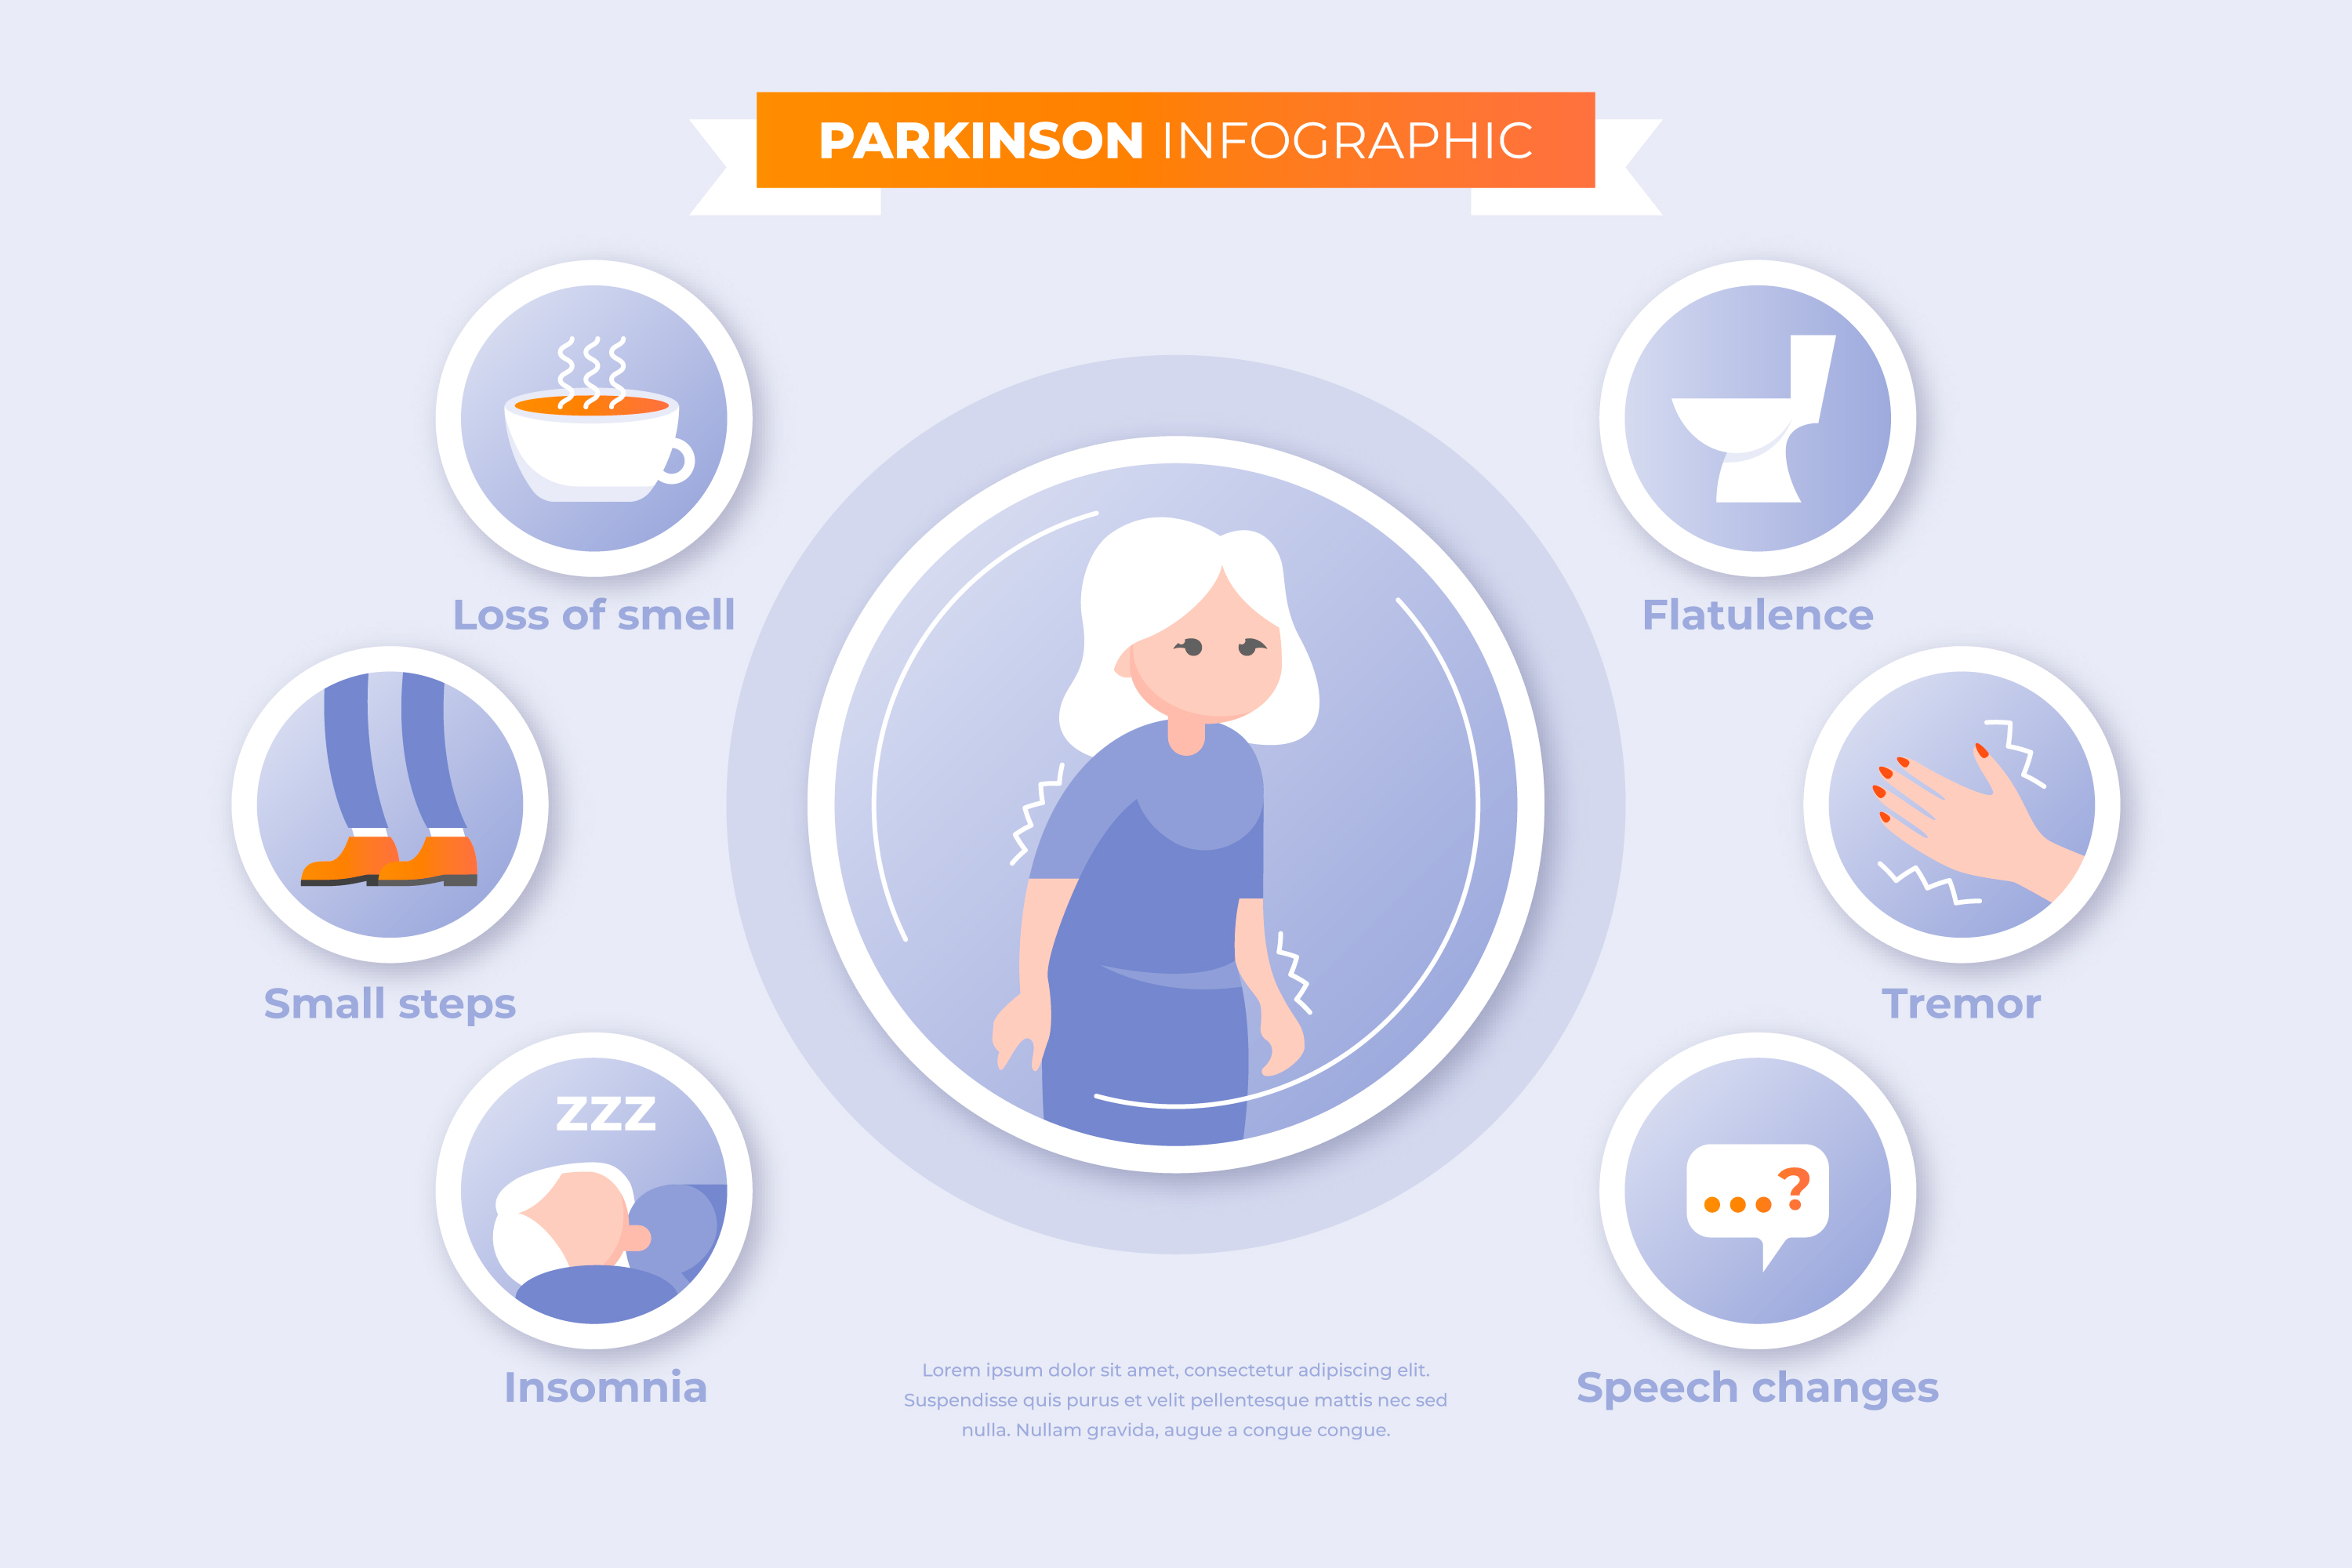 PARKINSON INFOGRAPHIC
Loss of smell
Flatulence
Small steps
Tremor
zzz
...?
Insomnia
Speech changes
Lorem ipsum dolor sit amet, consectetur adipiscing elit.
Suspendisse quis purus et velit pellentesque mattis nec sed
nulla. Nullam gravida, augue a congue congue.